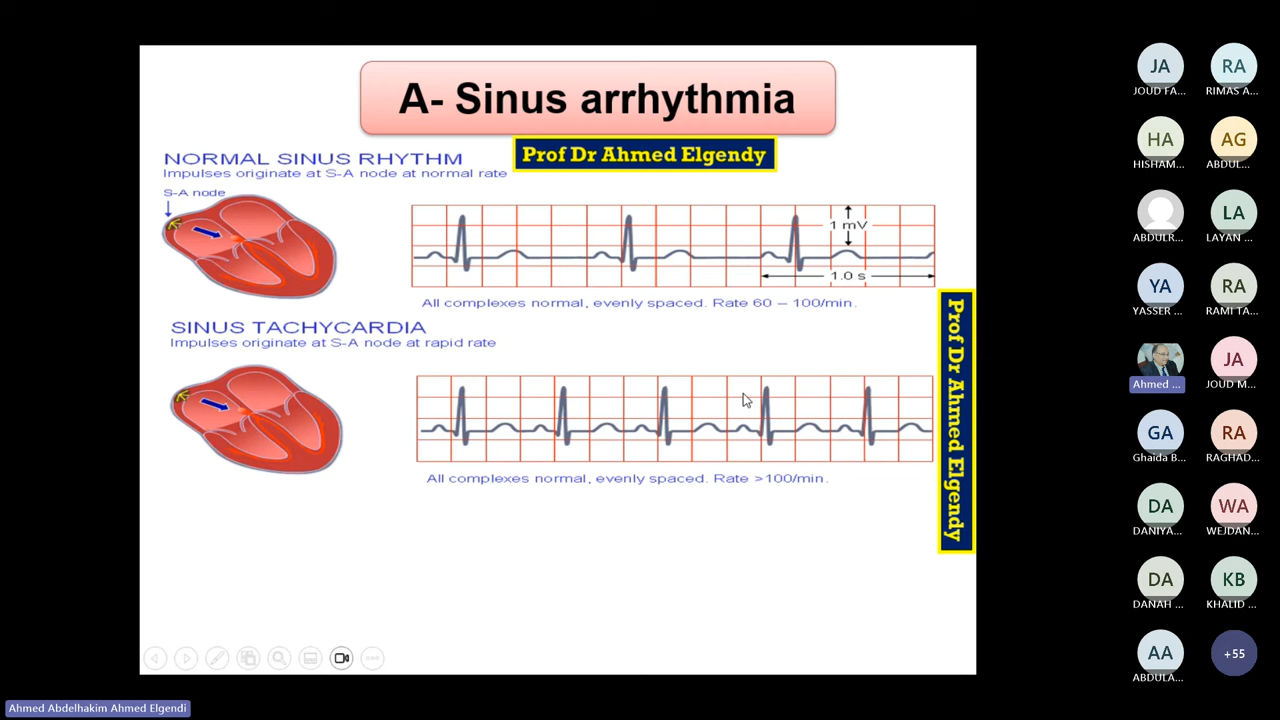 A- Sinus arrhythmia
Prof Dr Ahmed Elgendy
NORMAL SINUS RHYTHM
Impulses originate at S-A node at normal rate
S-A node
1 mV
1.0 s
All complexes normal, evenly spaced. Rate 60 – 100/min.
SINUS TACHYCARDIA
Impulses originate at S-A node at rapid rate
All complexes normal, evenly spaced. Rate >100/min.
Prof Dr Ahmed Elgendy
JA
JOUD FA...
RA
RIMAS A...
HA
HISHAM...
AG
ABDUL...
ABDULR...
LA
LAYAN ...
YA
YASSER ...
RA
RAMI TA...
Ahmed ...
JA
JOUD M...
GA
Ghaida B...
RA
RAGHAD...
DA
DANIYA...
WA
WEJDAN...
DA
DANAH ...
KB
KHALID ...
AA
ABDULA...
+55
Ahmed Abdelhakim Ahmed Elgendi